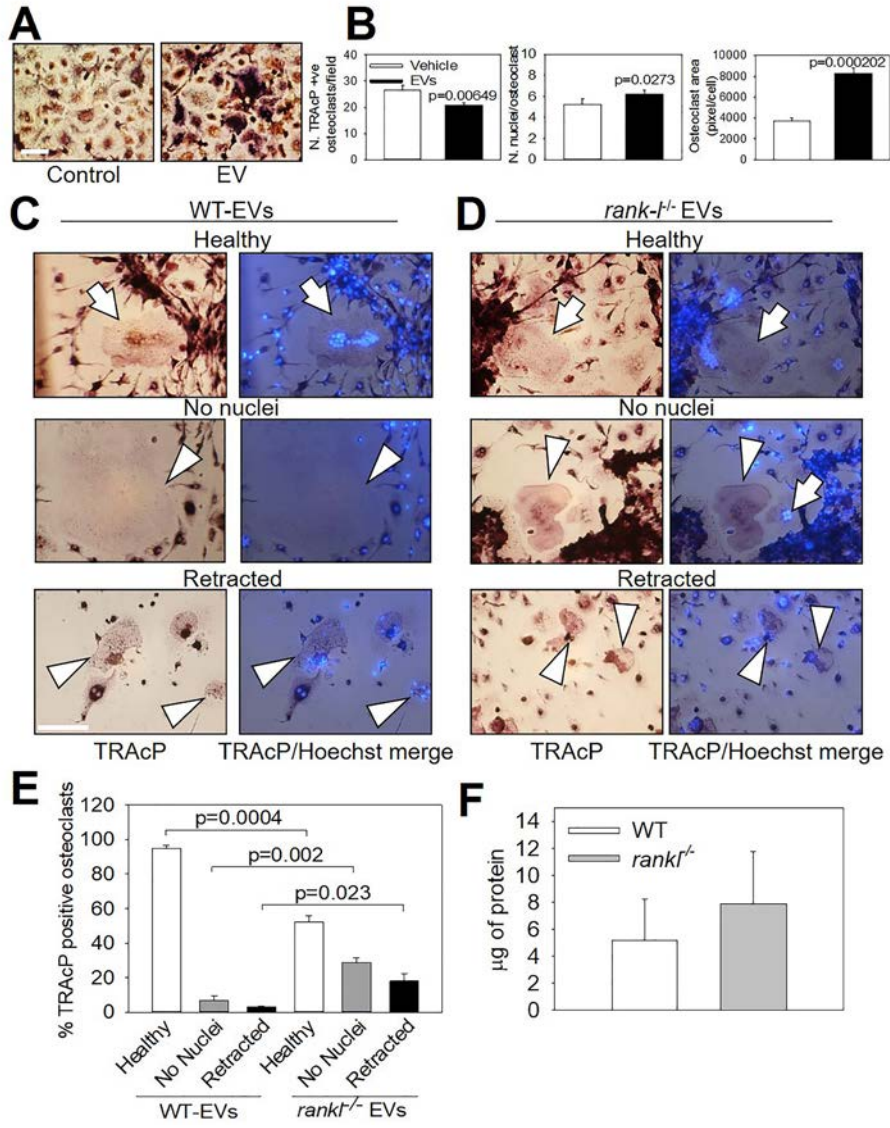 A
Control
EV
B
N. TRAcP +ve
osteoclasts/field
40
30
20
10
0
Vehicle
EVs
p=0.00649
N. nuclei/osteoclast
10
8
6
4
2
0
p=0.0273
Osteoclast area
(pixel/cell)
10000
8000
6000
4000
2000
0
p=0.000202
C
WT-EVs
Healthy
No nuclei
Retracted
TRAcP
TRAcP/Hoechst merge
D
rank-l-/- EVs
Healthy
No nuclei
Retracted
TRAcP
TRAcP/Hoechst merge
E
% TRAcP positive osteoclasts
120
100
80
60
40
20
0
p=0.0004
p=0.002
p=0.023
Healthy
No Nuclei
Retracted
Healthy
No Nuclei
Retracted
WT-EVs
rankl-/- EVs
F
µg of protein
14
12
10
8
6
4
2
0
WT
rankl-/-